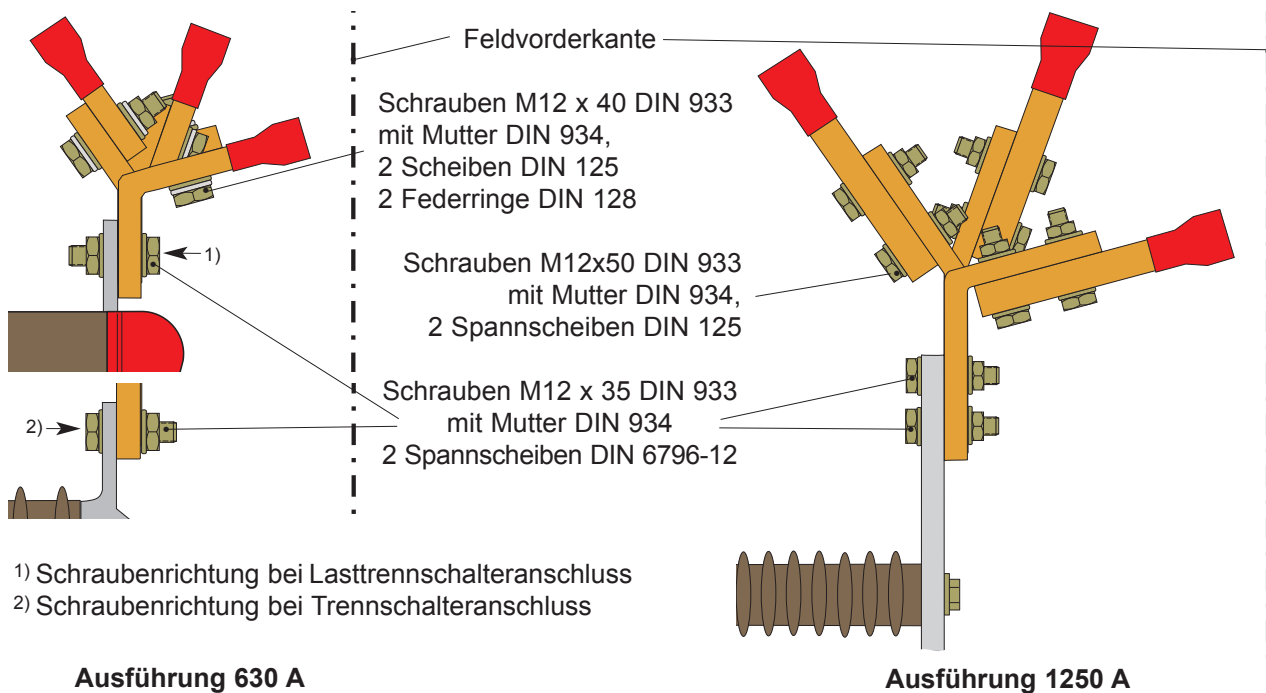 Feldvorderkante
Schrauben M12 x 40 DIN 933
mit Mutter DIN 934,
2 Scheiben DIN 125
2 Federringe DIN 128
1)
Schrauben M12x50 DIN 933
mit Mutter DIN 934,
2 Spannscheiben DIN 125
Schrauben M12 x 35 DIN 933
mit Mutter DIN 934
2 Spannscheiben DIN 6796-12
2)
1) Schraubenrichtung bei Lasttrennschalteranschluss
2) Schraubenrichtung bei Trennschalteranschluss
Ausführung 630 A
Ausführung 1250 A